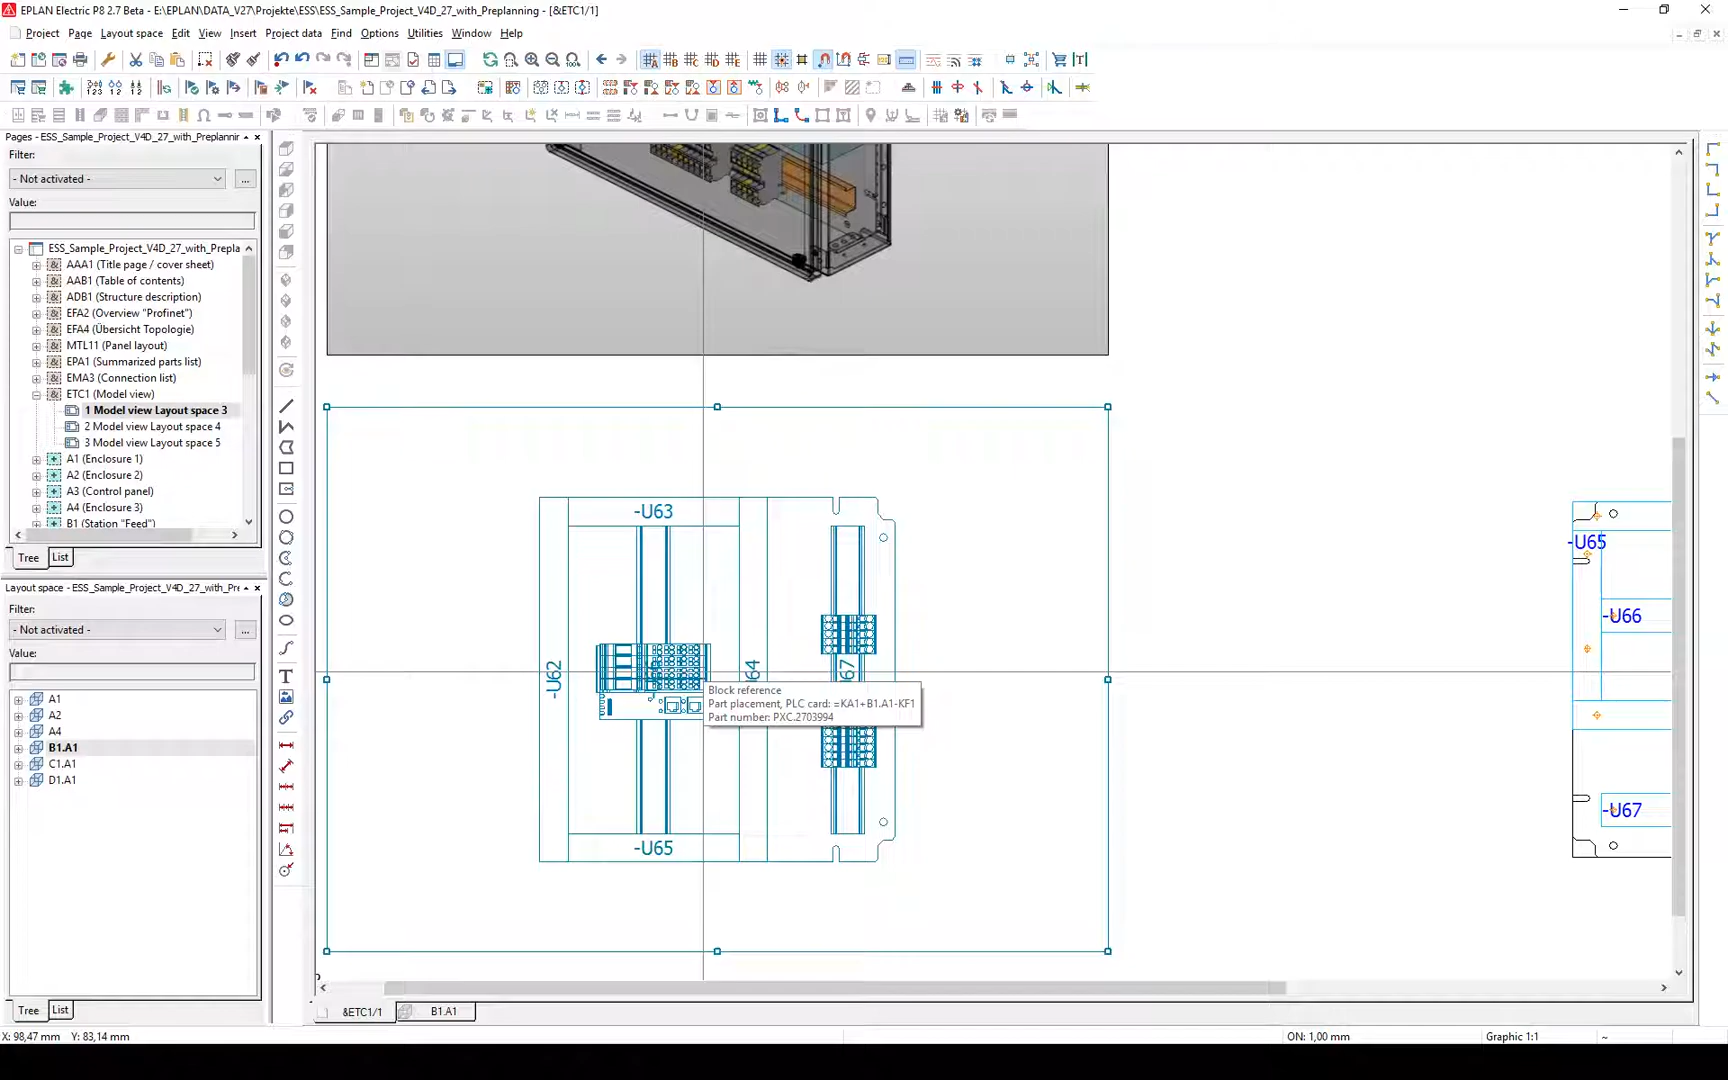 EPLAN Electric P8 2.7 Beta - E:\EPLAN\DATA_V27\Projekte\ESS\ESS_Sample_Project_V4D_27_with_Preplanning - [&ETC1/1]
Project Page Layout space Edit View Insert Project data Find Options Utilities Window Help
Pages - ESS_Sample_Project_V4D_27_with_Preplannir
Filter:
- Not activated -
...
Value:
ESS_Sample_Project_V4D_27_with_Prepla
AAA1 (Title page / cover sheet)
AAB1 (Table of contents)
ADB1 (Structure description)
EFA2 (Overview "Profinet")
EFA4 (Übersicht Topologie)
MTL11 (Panel layout)
EPA1 (Summarized parts list)
EMA3 (Connection list)
ETC1 (Model view)
1 Model view Layout space 3
2 Model view Layout space 4
3 Model view Layout space 5
A1 (Enclosure 1)
A2 (Enclosure 2)
A3 (Control panel)
A4 (Enclosure 3)
B1 (Station "Feed")
Tree List
Layout space - ESS_Sample_Project_V4D_27_with_Pre
Filter:
- Not activated -
...
Value:
A1
A2
A4
B1.A1
C1.A1
D1.A1
Tree List
-U63
-U62
64
67
-U65
Block reference
Part placement, PLC card: =KA1+B1.A1-KF1
Part number: PXC.2703994
-U65
-U66
-U67
&ETC1/1 B1.A1
X: 98,47 mm Y: 83,14 mm
ON: 1,00 mm
Graphic 1:1
~